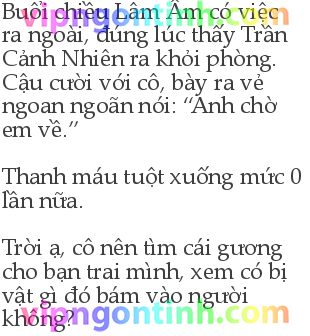 Buổi chiều Lâm Âm có việc
ra ngoài, đúng lúc thấy Trần
Cảnh Nhiên ra khỏi phòng.
Cậu cười với cô, bày ra vẻ
ngoan ngoãn nói: “Anh chờ
em về.”
Thanh máu tuột xuống mức 0
lần nữa.
Trời ạ, cô nên tìm cái gương
cho bạn trai mình, xem có bị
vật gì đó bám vào người
không?
vipngontinh.com
vipngontinh.com